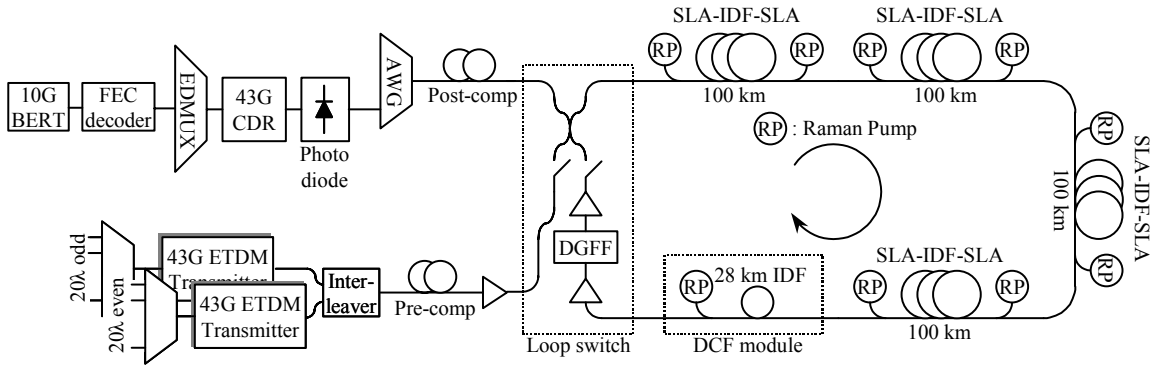 SLA-IDF-SLA
SLA-IDF-SLA
RP
RP
RP
RP
10G
BERT
FEC
decoder
EDMUX
43G
CDR
Photo
diode
AWG
Post-comp
100 km
100 km
RP : Raman Pump
RP
100 km
SLA-IDF-SLA
RP
20λ odd
20λ even
43G ETDM
Transmitter
43G ETDM
Transmitter
Inter-
leaver
Pre-comp
DGFF
Loop switch
28 km IDF
RP
DCF module
SLA-IDF-SLA
RP
RP
100 km